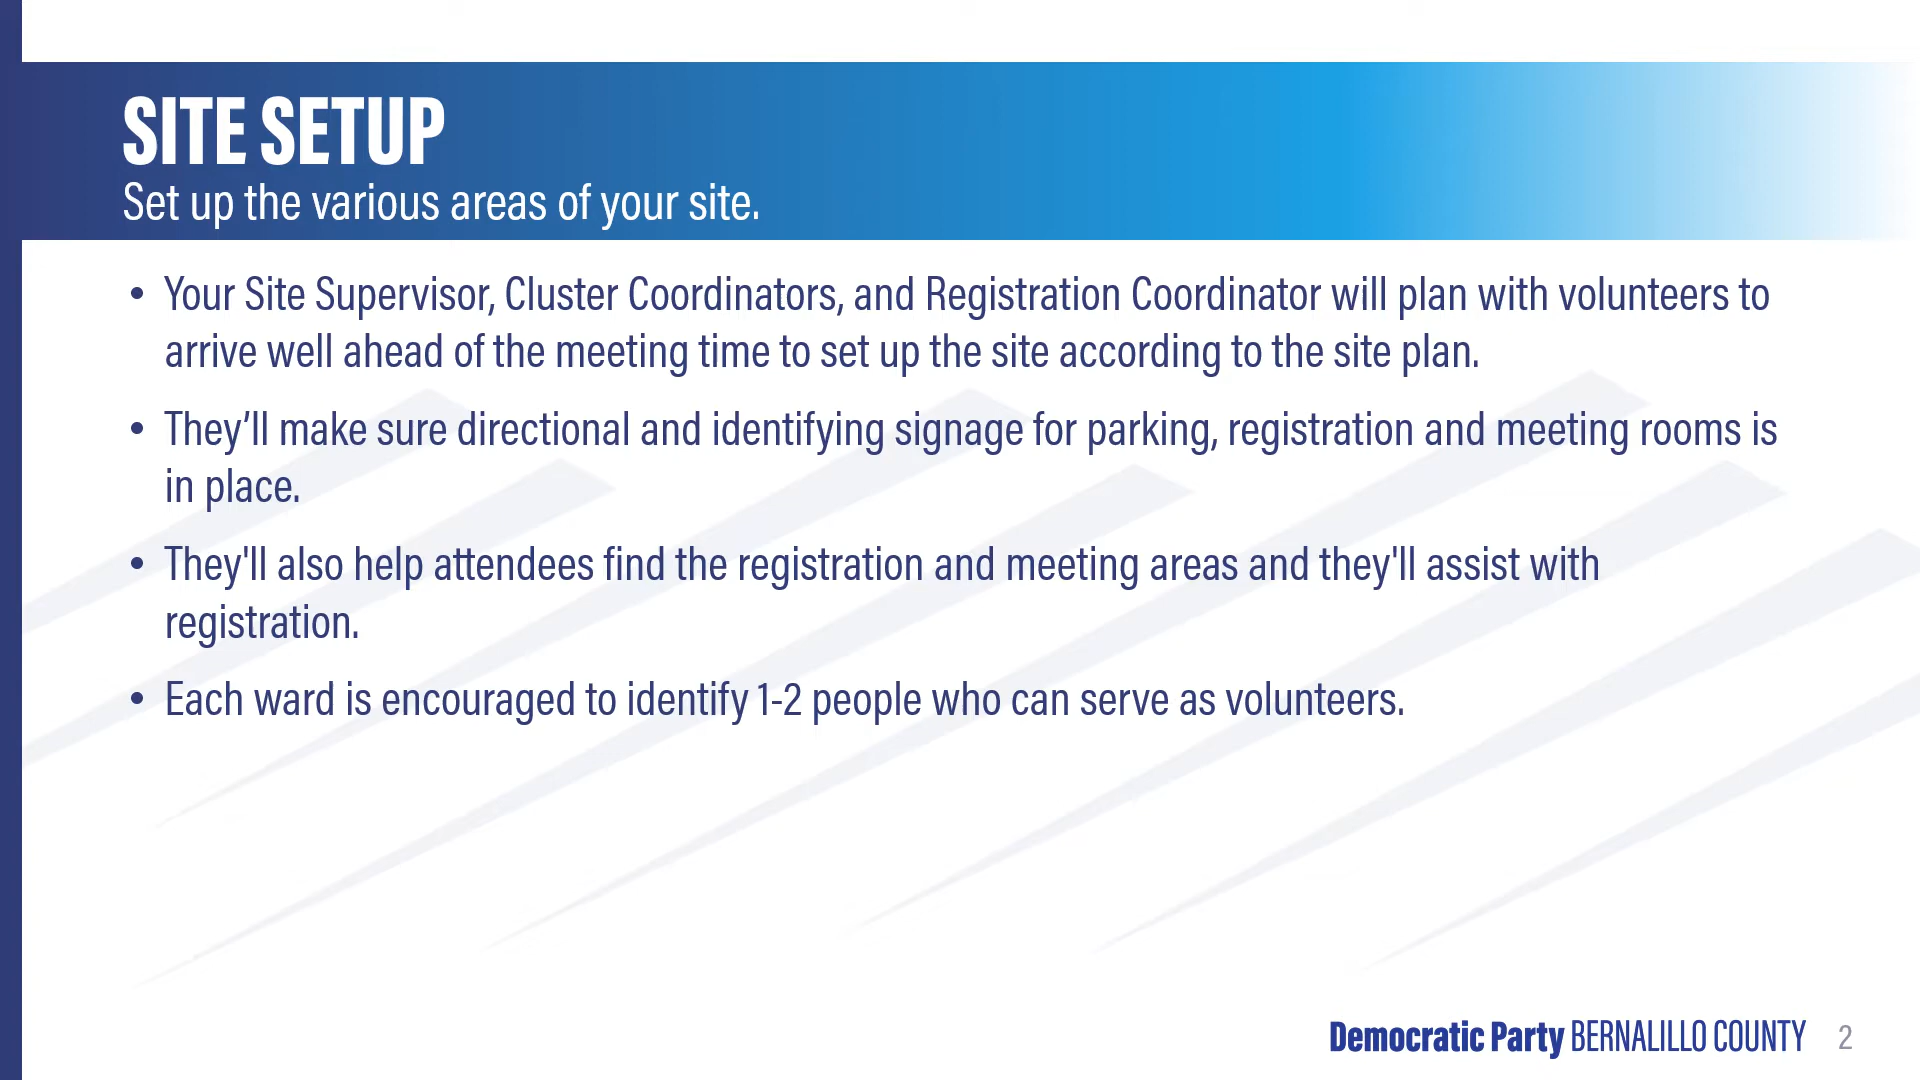 SITE SETUP
Set up the various areas of your site.
• Your Site Supervisor, Cluster Coordinators, and Registration Coordinator will plan with volunteers to
arrive well ahead of the meeting time to set up the site according to the site plan.
• They’ll make sure directional and identifying signage for parking, registration and meeting rooms is
in place.
• They'll also help attendees find the registration and meeting areas and they'll assist with
registration.
• Each ward is encouraged to identify 1-2 people who can serve as volunteers.
Democratic Party BERNALILLO COUNTY 2